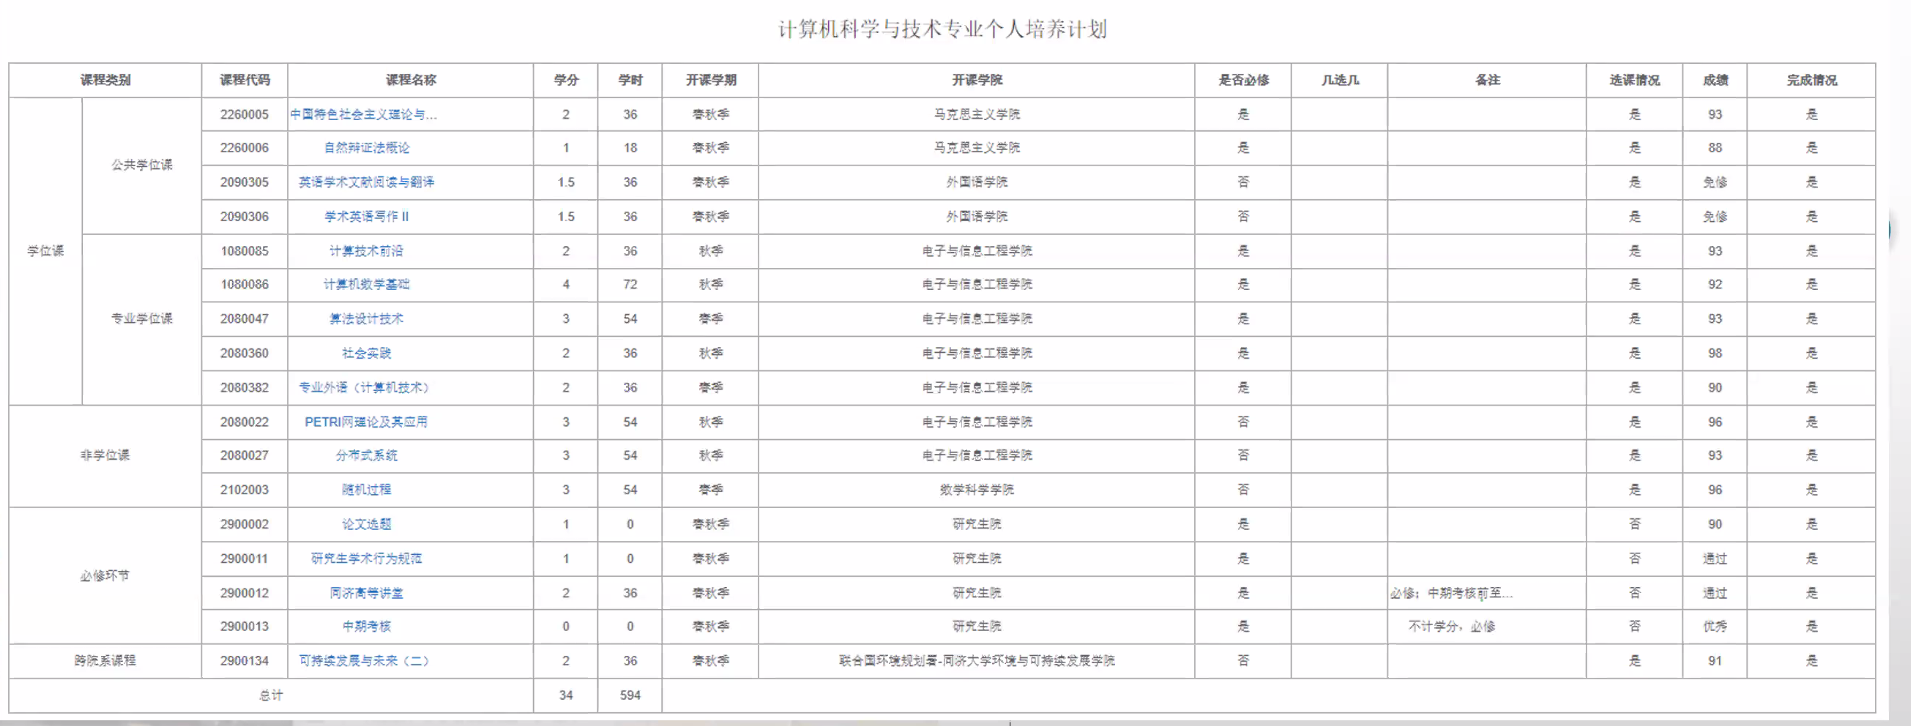 计算机科学与技术专业个人培养计划
课程类别 课程代码 课程名称 学分 学时 开课学期 开课学院 是否必修 几选几 备注 选课情况 成绩 完成情况
学位课 公共学位课 2260005 中国特色社会主义理论与... 2 36 春秋季 马克思主义学院 是 是 93 是
2260006 自然辩证法概论 1 18 春秋季 马克思主义学院 是 是 88 是
2090305 英语学术文献阅读与翻译 1.5 36 春秋季 外国语学院 否 是 免修 是
2090306 学术英语写作 II 1.5 36 春秋季 外国语学院 否 是 免修 是
专业学位课 1080085 计算技术前沿 2 36 秋季 电子与信息工程学院 是 是 93 是
1080086 计算机数学基础 4 72 秋季 电子与信息工程学院 是 是 92 是
2080047 算法设计技术 3 54 春季 电子与信息工程学院 是 是 93 是
2080360 社会实践 2 36 秋季 电子与信息工程学院 是 是 98 是
2080382 专业外语（计算机技术） 2 36 春季 电子与信息工程学院 是 是 90 是
非学位课 2080022 PETRI网理论及其应用 3 54 秋季 电子与信息工程学院 否 是 96 是
2080027 分布式系统 3 54 秋季 电子与信息工程学院 否 是 93 是
2102003 随机过程 3 54 春季 数学科学学院 否 是 96 是
必修环节 2900002 论文选题 1 0 春秋季 研究生院 是 否 90 是
2900011 研究生学术行为规范 1 0 春秋季 研究生院 是 否 通过 是
2900012 同济高等讲堂 2 36 春秋季 研究生院 是 必修；中期考核前至... 否 通过 是
2900013 中期考核 0 0 春秋季 研究生院 是 不计学分，必修 否 优秀 是
跨院系课程 2900134 可持续发展与未来（二） 2 36 春秋季 联合国环境规划署-同济大学环境与可持续发展学院 否 是 91 是
总计 34 594